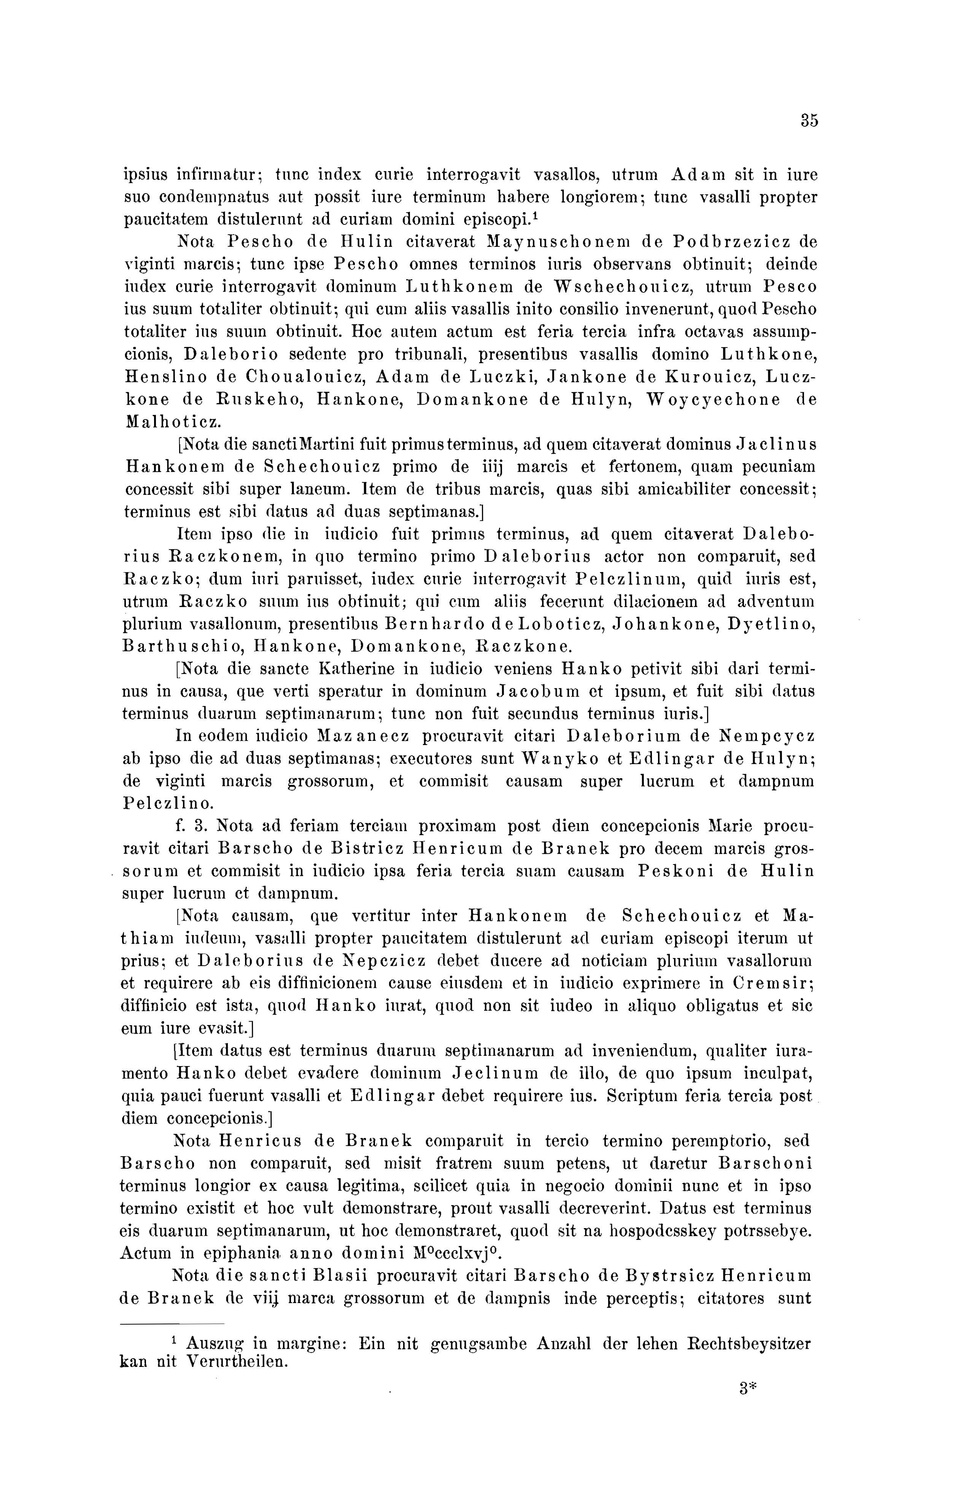 35
ipsius infirmatur; tunc index curie interrogavit vasallos, utrum Adam sit in iure
suo condempnatus aut possit iure terminum habere longiorem; tunc vasalli propter
paucitatem distulerunt ad curiam domini episcopi.¹
Nota Pescho de Hulin citaverat Maynuschonem de Podbrzezicz de
viginti marcis; tunc ipse Pescho omnes terminos iuris observans obtinuit; deinde
iudex curie interrogavit dominum Luthkonem de Wschechouicz, utrum Pesco
ius suum totaliter obtinuit; qui cum aliis vasallis inito consilio invenerunt, quod Pescho
totaliter ius suum obtinuit. Hoc autem actum est feria tercia infra octavas assump-
cionis, Daleborio sedente pro tribunali, presentibus vasallis domino Luthkone,
Henslino de Choualouicz, Adam de Luczki, Jankone de Kurouicz, Lucz-
kone de Ruskeho, Hankone, Domankone de Hulyn, Woycyechone de
Malhoticz.
[Nota die sancti Martini fuit primus terminus, ad quem citaverat dominus Jaclinus
Hankonem de Schechouicz primo de iiij marcis et fertonem, quam pecuniam
concessit sibi super laneum. Item de tribus marcis, quas sibi amicabiliter concessit;
terminus est sibi datus ad duas septimanas.]
Item ipso die in iudicio fuit primus terminus, ad quem citaverat Dalebo-
rius Raczkonem, in quo termino primo Daleborius actor non comparuit, sed
Raczko; dum iuri paruisset, iudex curie interrogavit Pelczlinum, quid iuris est,
utrum Raczko suum ius obtinuit; qui cum aliis fecerunt dilacionem ad adventum
plurium vasallonum, presentibus Bernhardo de Loboticz, Johankone, Dyetlino,
Barthuschio, Hankone, Domankone, Raczkone.
[Nota die sancte Katherine in iudicio veniens Hanko petivit sibi dari termi-
nus in causa, que verti speratur in dominum Jacobum et ipsum, et fuit sibi datus
terminus duarum septimanarum; tunc non fuit secundus terminus iuris.]
In eodem iudicio Mazanecz procuravit citari Daleborium de Nempcycz
ab ipso die ad duas septimanas; executores sunt Wanyko et Edlingar de Hulyn;
de viginti marcis grossorum, et commisit causam super lucrum et dampnum
Pelczlino.
f. 3. Nota ad feriam terciam proximam post diem concepcionis Marie procu-
ravit citari Barscho de Bistricz Henricum de Branek pro decem marcis gros-
sorum et commisit in iudicio ipsa feria tercia suam causam Peskoni de Hulin
super lucrum et dampnum.
[Nota causam, que vertitur inter Hankonem de Schechouicz et Ma-
thiam iudeum, vasalli propter paucitatem distulerunt ad curiam episcopi iterum ut
prius; et Daleborius de Nepczicz debet ducere ad noticiam plurium vasallorum
et requirere ab eis diffinicionem cause eiusdem et in iudicio exprimere in Cremsir;
diffinicio est ista, quod Hanko iurat, quod non sit iudeo in aliquo obligatus et sic
eum iure evasit.]
[Item datus est terminus duarum septimanarum ad inveniendum, qualiter iura-
mento Hanko debet evadere dominum Jeclinum de illo, de quo ipsum inculpat,
quia pauci fuerunt vasalli et Edlingar debet requirere ius. Scriptum feria tercia post
diem concepcionis.]
Nota Henricus de Branek comparuit in tercio termino peremptorio, sed
Barscho non comparuit, sed misit fratrem suum petens, ut daretur Barschoni
terminus longior ex causa legitima, scilicet quia in negocio dominii nunc et in ipso
termino existit et hoc vult demonstrare, prout vasalli decreverint. Datus est terminus
eis duarum septimanarum, ut hoc demonstraret, quod sit na hospodesskey potrssebye.
Actum in epiphania anno domini M⁰ccclxvj⁰.
Nota die sancti Blasii procuravit citari Barscho de Bystrsicz Henricum
de Branek de viij marca grossorum et de dampnis inde perceptis; citatores sunt
¹ Auszug in margine: Ein nit genugsambe Anzahl der lehen Rechtsbeysitzer
kan nit Verurtheilen.
3*